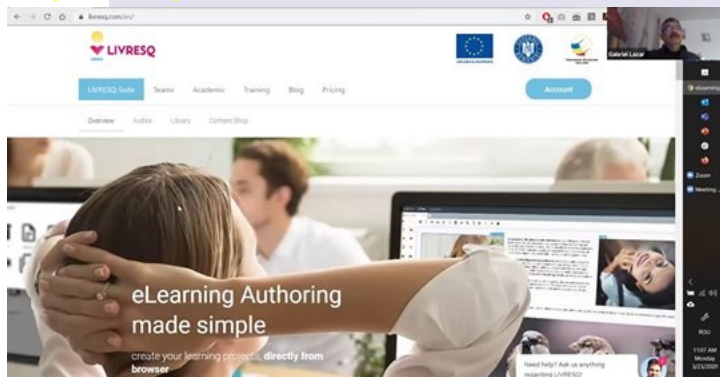 livresq.com/en/
LIVRESQ
Gabriel Lazar
LIVRESQ Suite Teams Academic Training Blog Pricing Account
Overview Author Library Content Shop
eLearning
Zoom
Meeting
eLearning Authoring
made simple
create your learning projects, directly from
browser
Need help? Ask us anything
regarding LIVRESQ!
ROU
11:07 AM
Monday
3/23/2020